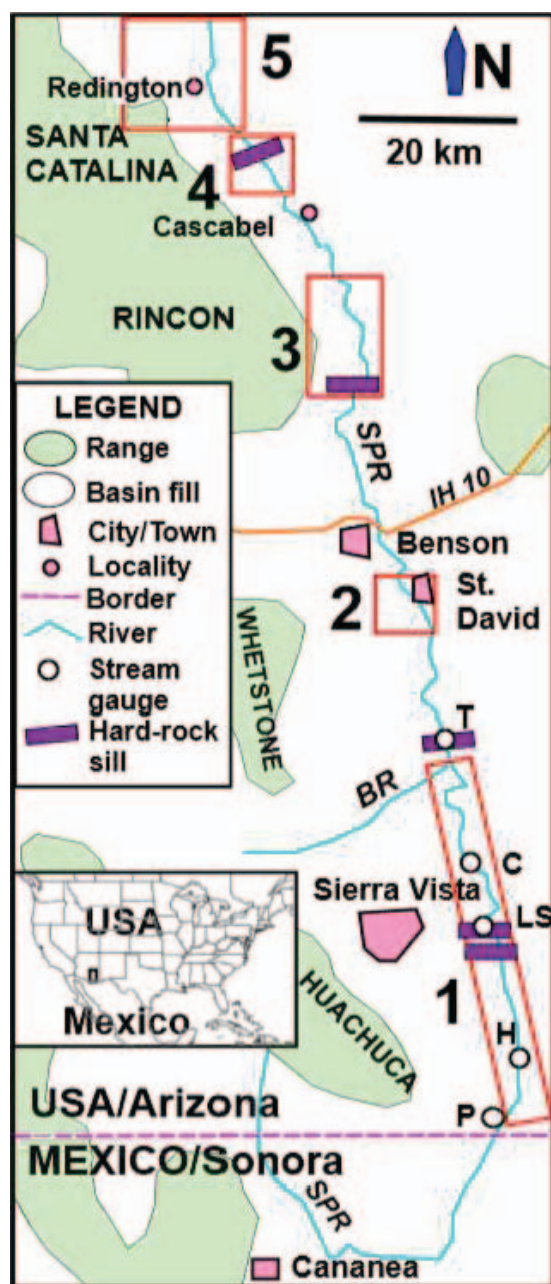 5
N
Redington
20 km
SANTA
CATALINA
4
Cascabel
RINCON
3
LEGEND
Range
Basin fill
City/Town
Locality
Border
River
Stream
gauge
Hard-rock
sill
SPR
IH 10
Benson
2
St.
David
WHETSTONE
T
BR
C
Sierra Vista
LS
USA
Mexico
1
HUACHUCA
H
P
USA/Arizona
MEXICO/Sonora
SPR
Cananea